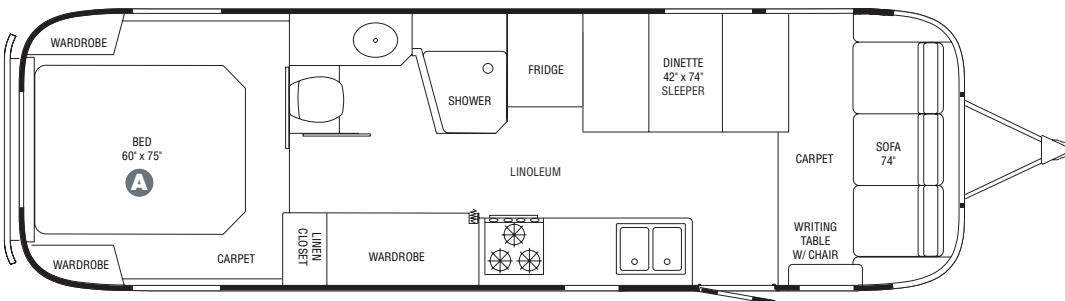 WARDROBE
BED
60" x 75"
A
WARDROBE
CARPET
LINEN
CLOSET
WARDROBE
SHOWER
FRIDGE
DINETTE
42" x 74"
SLEEPER
LINOLEUM
CARPET
SOFA
74"
WRITING
TABLE
W/ CHAIR